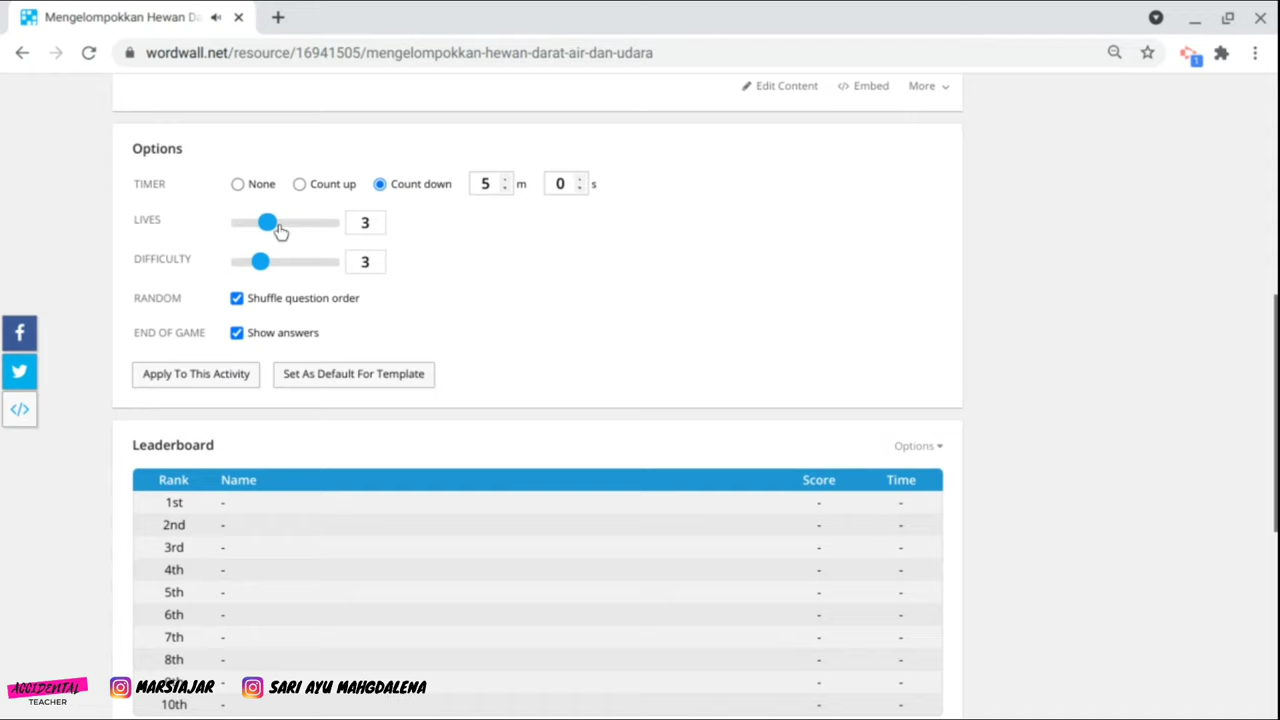 Mengelompokkan Hewan Da
wordwall.net/resource/16941505/mengelompokkan-hewan-darat-air-dan-udara
1
Edit Content </> Embed More
Options
TIMER None Count up Count down 5 m 0 s
LIVES 3
DIFFICULTY 3
RANDOM Shuffle question order
END OF GAME Show answers
Apply To This Activity Set As Default For Template
Leaderboard Options
Rank Name Score Time
1st - - -
2nd - - -
3rd - - -
4th - - -
5th - - -
6th - - -
7th - - -
8th - - -
10th - - -
ACCIDENTAL
TEACHER
MARSIAJAR SARI AYU MAHGDALENA